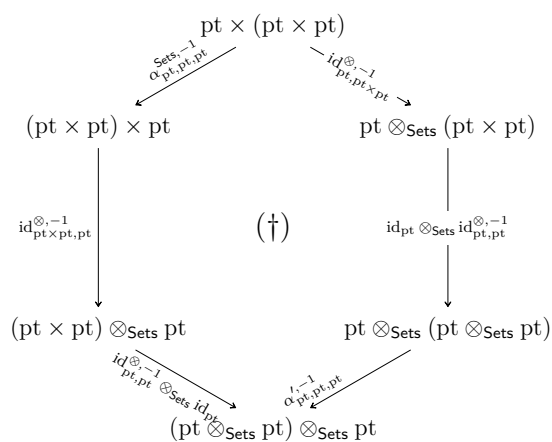 pt × (pt × pt)
α^{Sets,−1}_{pt,pt,pt}
id^{⊗,−1}_{pt,pt×pt}
(pt × pt) × pt
pt ⊗_{Sets} (pt × pt)
id^{⊗,−1}_{pt×pt,pt}
(†)
id_{pt} ⊗_{Sets} id^{⊗,−1}_{pt,pt}
(pt × pt) ⊗_{Sets} pt
pt ⊗_{Sets} (pt ⊗_{Sets} pt)
id^{⊗,−1}_{pt,pt} ⊗_{Sets} id_{pt}
α^{′,−1}_{pt,pt,pt}
(pt ⊗_{Sets} pt) ⊗_{Sets} pt